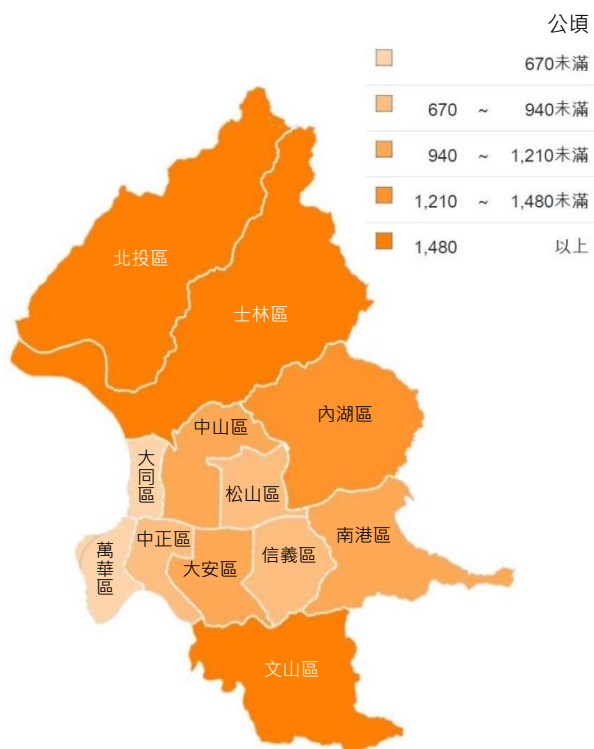 公頃
670未滿
670 ~ 940未滿
940 ~ 1,210未滿
1,210 ~ 1,480未滿
1,480 以上
北投區
士林區
內湖區
中山區
大同區
松山區
南港區
中正區
信義區
萬華區
大安區
文山區